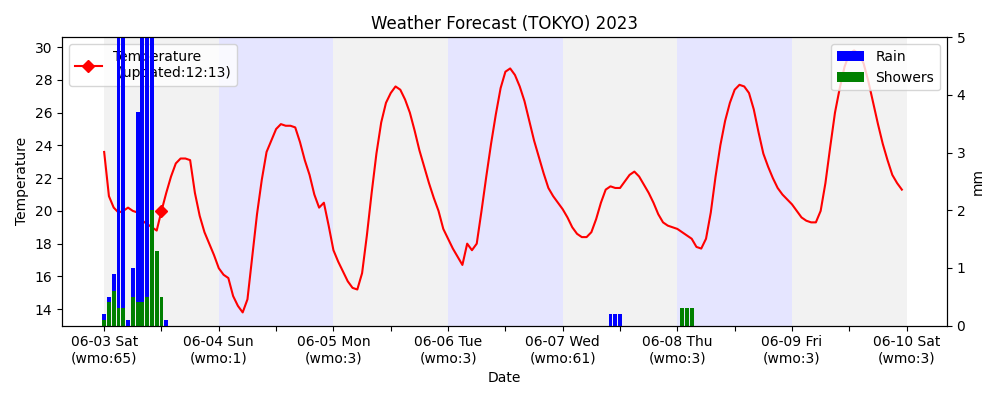 Weather Forecast (TOKYO) 2023
Temperature
(updated:12:13)
Rain
Showers
30
28
26
24
22
20
18
16
14
Temperature
5
4
3
2
1
0
mm
06-03 Sat
(wmo:65)
06-04 Sun
(wmo:1)
06-05 Mon
(wmo:3)
06-06 Tue
(wmo:3)
06-07 Wed
(wmo:61)
06-08 Thu
(wmo:3)
06-09 Fri
(wmo:3)
06-10 Sat
(wmo:3)
Date